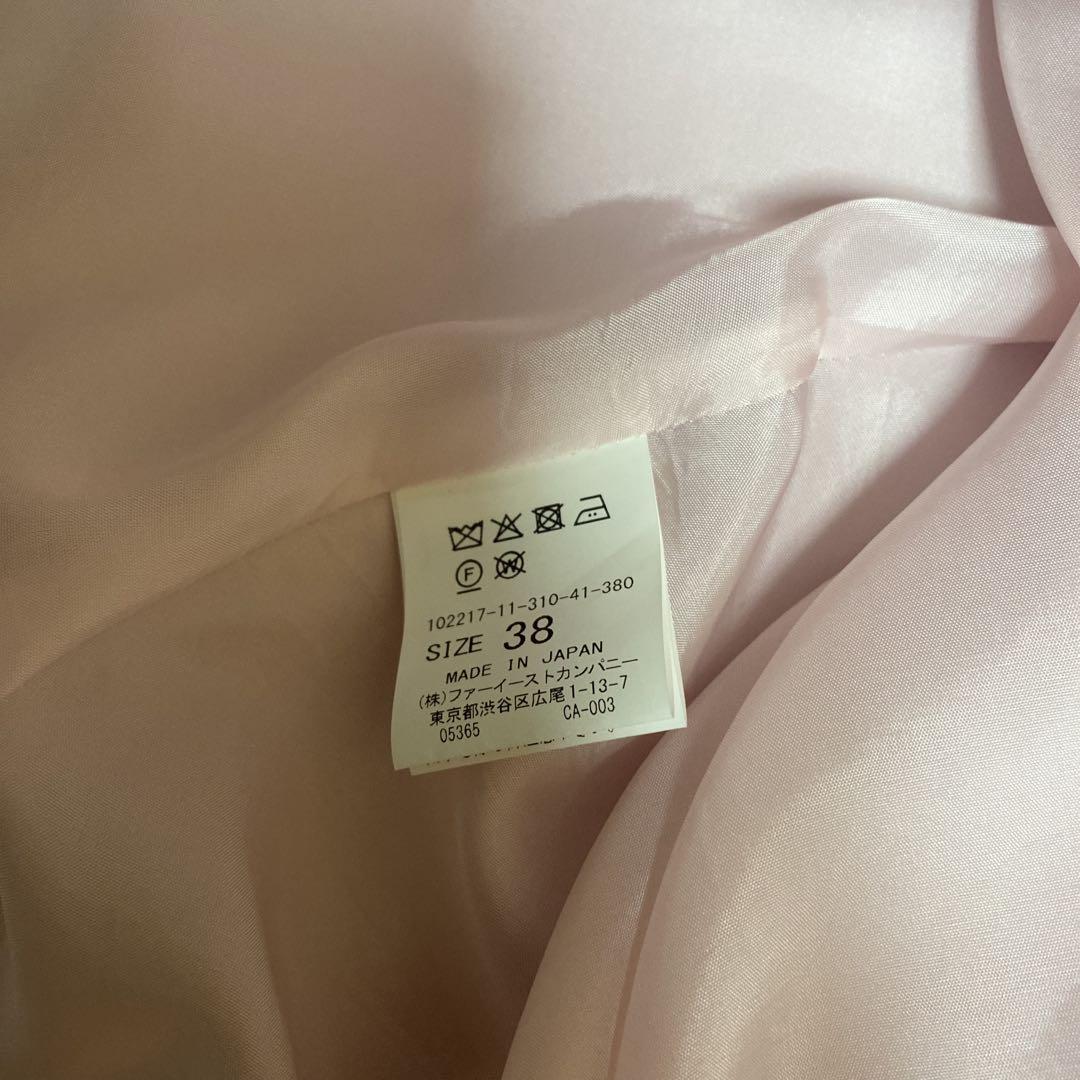 F W
102217-11-310-41-380
SIZE 38
MADE IN JAPAN
(株)ファーイーストカンパニー
東京都渋谷区広尾1-13-7
05365 CA-003